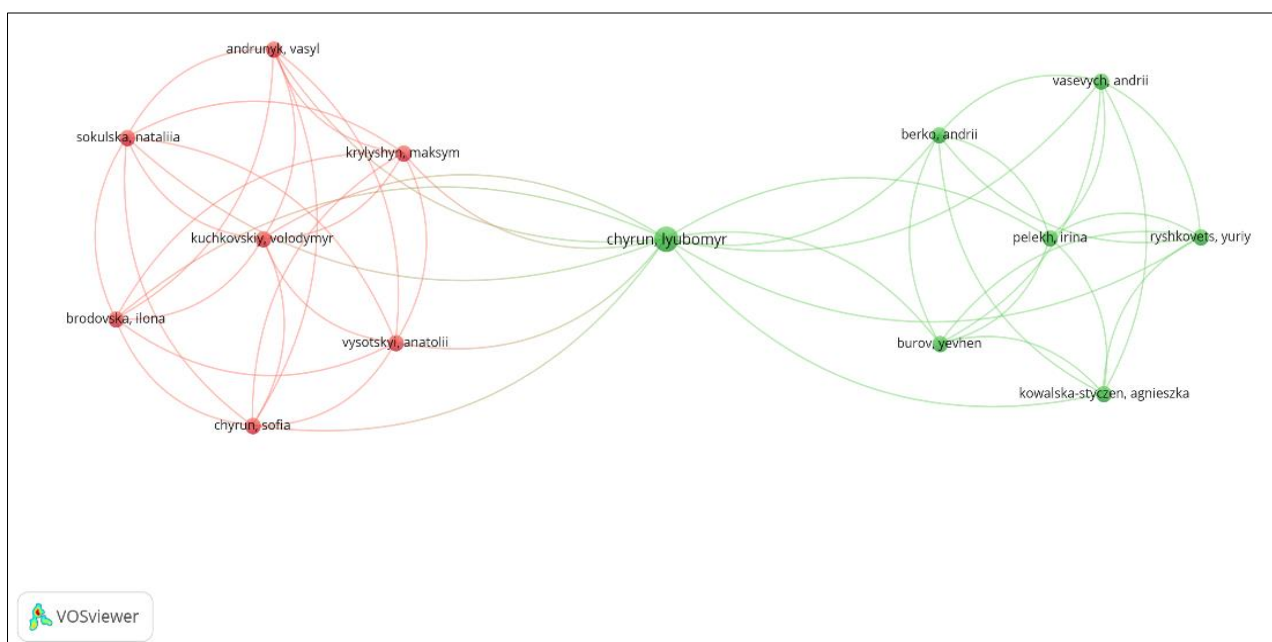 andrunyk, vasyl
vasevych, andrii
sokulska, nataliia
berko, andrii
krylyshyn, maksym
kuchkovskiy, volodymyr
chyrun, lyubomyr
pelekh, irina
ryshkovets, yuriy
brodovska, ilona
vysotskyi, anatolii
burov, yevhen
kowalska-styczen, agnieszka
chyrun, sofia
VOSviewer